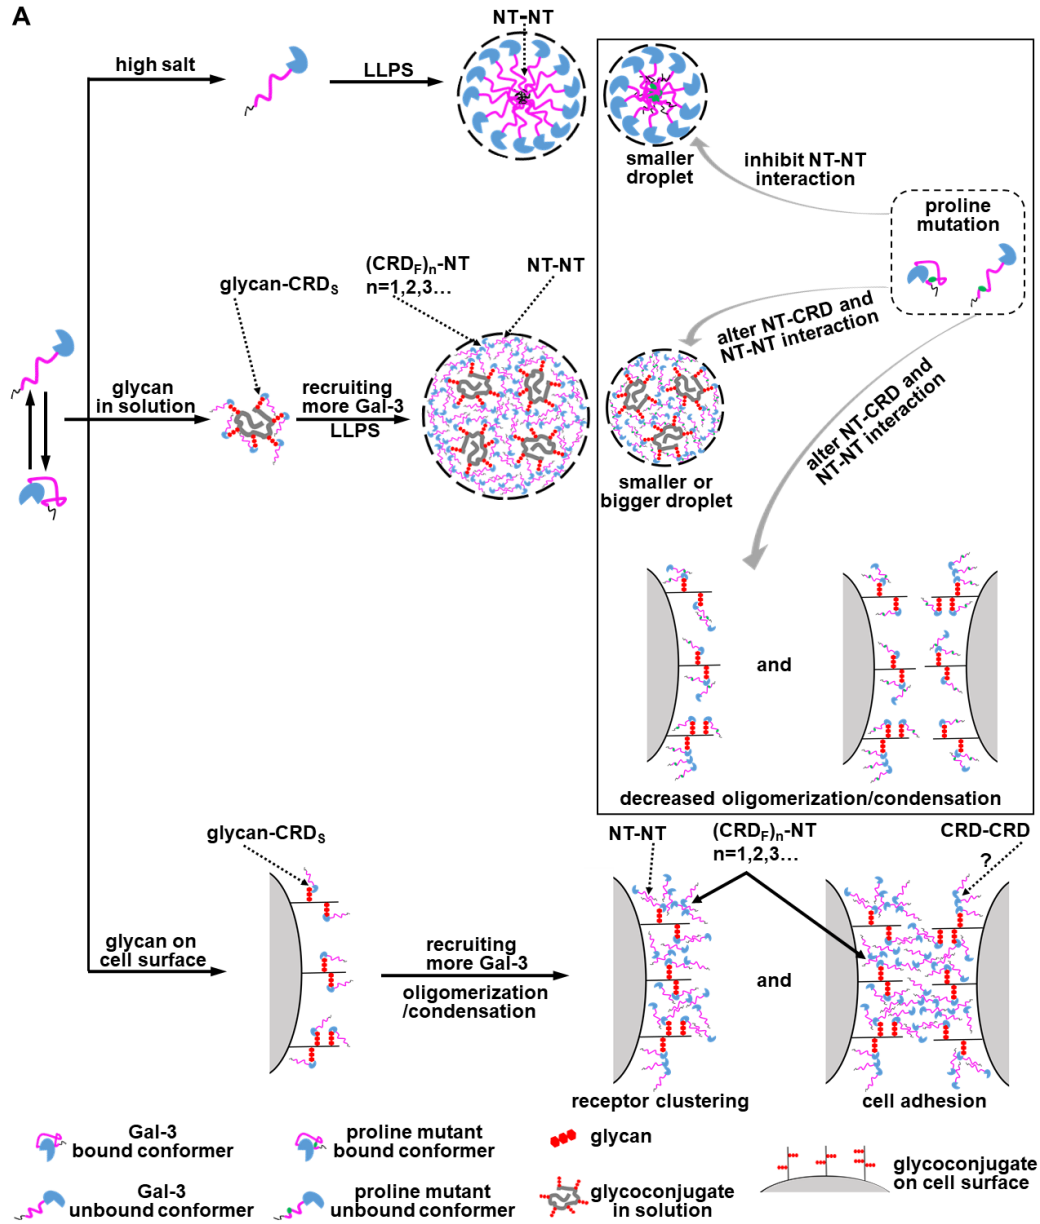 A
NT-NT
high salt
LLPS
smaller
droplet
inhibit NT-NT
interaction
proline
mutation
glycan-CRDS
(CRDF)n-NT
n=1,2,3…
NT-NT
alter NT-CRD and
NT-NT interaction
glycan
in solution
recruiting
more Gal-3
LLPS
smaller or
bigger droplet
alter NT-CRD and
NT-NT interaction
and
decreased oligomerization/condensation
glycan-CRDS
NT-NT
(CRDF)n-NT
n=1,2,3…
CRD-CRD
?
glycan on
cell surface
recruiting
more Gal-3
oligomerization
/condensation
and
receptor clustering
cell adhesion
Gal-3
bound conformer
proline mutant
bound conformer
glycan
glycoconjugate
on cell surface
Gal-3
unbound conformer
proline mutant
unbound conformer
glycoconjugate
in solution